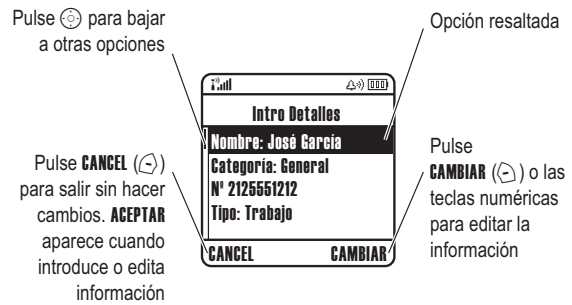 Pulse para bajar
a otras opciones
Opción resaltada
Intro Detalles
Nombre: José García
Categoría: General
Nº 2125551212
Tipo: Trabajo
CANCEL CAMBIAR
Pulse CANCEL (-)
para salir sin hacer
cambios. ACEPTAR
aparece cuando
introduce o edita
información
Pulse
CAMBIAR (-) o las
teclas numéricas
para editar la
información